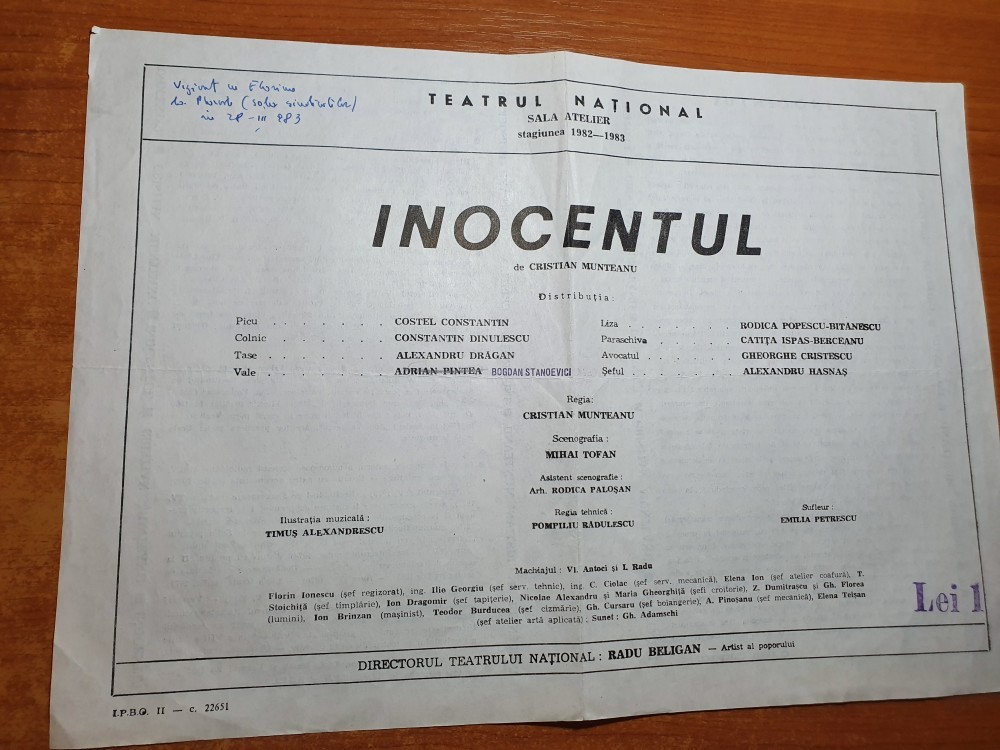 in 28-III 983
TEATRUL NAȚIONAL
SALA ATELIER
stagiunea 1982—1983
INOCENTUL
de CRISTIAN MUNTEANU
Distribuția:
Picu . . . . . . . COSTEL CONSTANTIN
Colnic . . . . . . CONSTANTIN DINULESCU
Tase . . . . . . . ALEXANDRU DRĂGAN
Vale . . . . . . . ADRIAN PINTEA BOGDAN STANOEVICI
Liza . . . . . . . RODICA POPESCU-BITĂNESCU
Paraschiva . . . . . CATIȚA ISPAS-BERCEANU
Avocatul . . . . . . GHEORGHE CRISTESCU
Șeful . . . . . . . ALEXANDRU HASNAȘ
Regia:
CRISTIAN MUNTEANU
Scenografia :
MIHAI TOFAN
Asistent scenografie :
Arh. RODICA PALOȘAN
Ilustrația muzicală :
TIMUȘ ALEXANDRESCU
Regia tehnică :
POMPILIU RĂDULESCU
Sufleur :
EMILIA PETRESCU
Machiajul : Vl. Antoci și I. Radu
Florin Ionescu (șef regizorat), ing. Ilie Georgiu (șef serv. tehnic), ing. C. Ciolac (șef serv. mecanică), Elena Ion (șef atelier coafură), T.
Stoichiță (șef tîmplărie), Ion Dragomir (șef tapițerie), Nicolae Alexandru și Maria Gheorghiță (șefi croitorie), Z. Dumitrașcu și Gh. Florea
(lumini), Ion Brînzan (mașinist), Teodor Burducea (șef cizmărie), Gh. Cursaru (șef boiangerie), A. Pinoșanu (șef mecanică), Elena Teișan
(șef atelier artă aplicată) ; Sunet : Gh. Adamschi
Lei 1
DIRECTORUL TEATRULUI NAȚIONAL : RADU BELIGAN — Artist al poporului
I.P.B.G. II — c. 22651